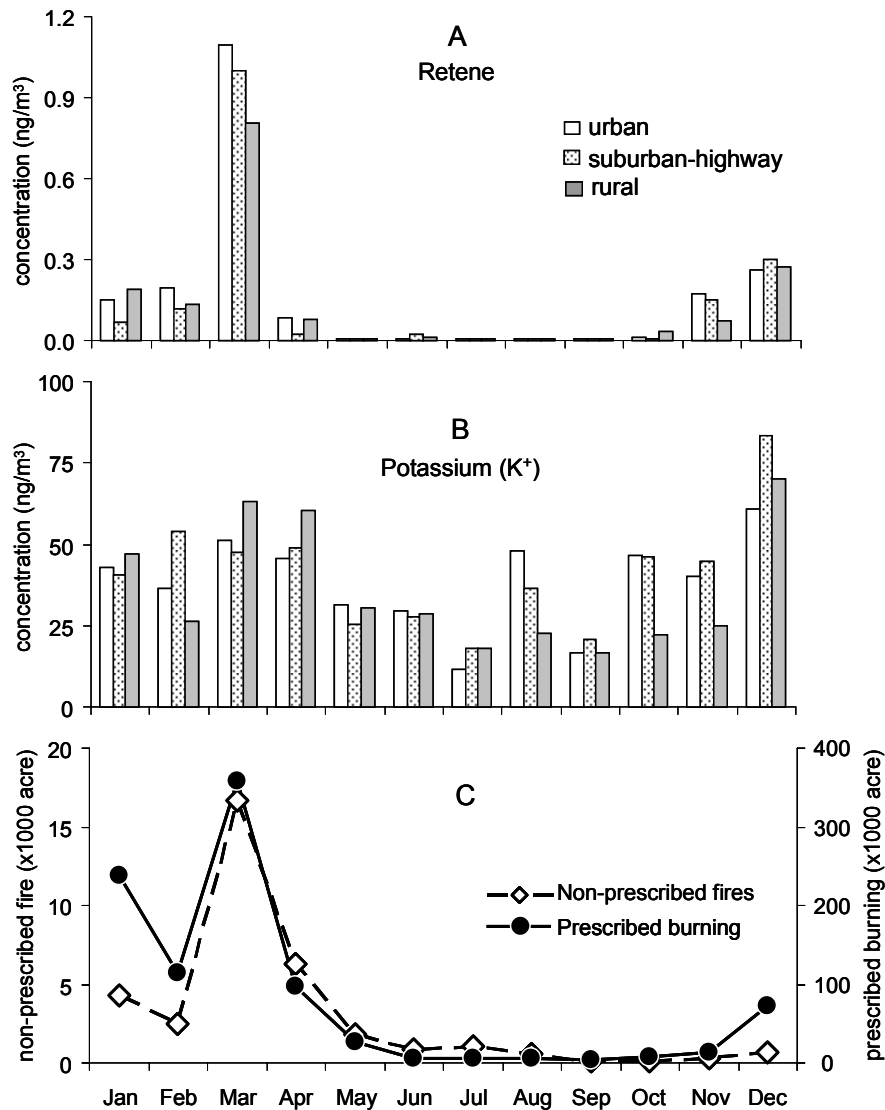 A
Retene
concentration (ng/m³)
1.2
0.9
0.6
0.3
0.0
urban
suburban-highway
rural
B
Potassium (K⁺)
concentration (ng/m³)
100
75
50
25
0
C
non-prescribed fire (x1000 acre)
20
15
10
5
0
Non-prescribed fires
Prescribed burning
prescribed burning (x1000 acre)
400
300
200
100
0
Jan Feb Mar Apr May Jun Jul Aug Sep Oct Nov Dec